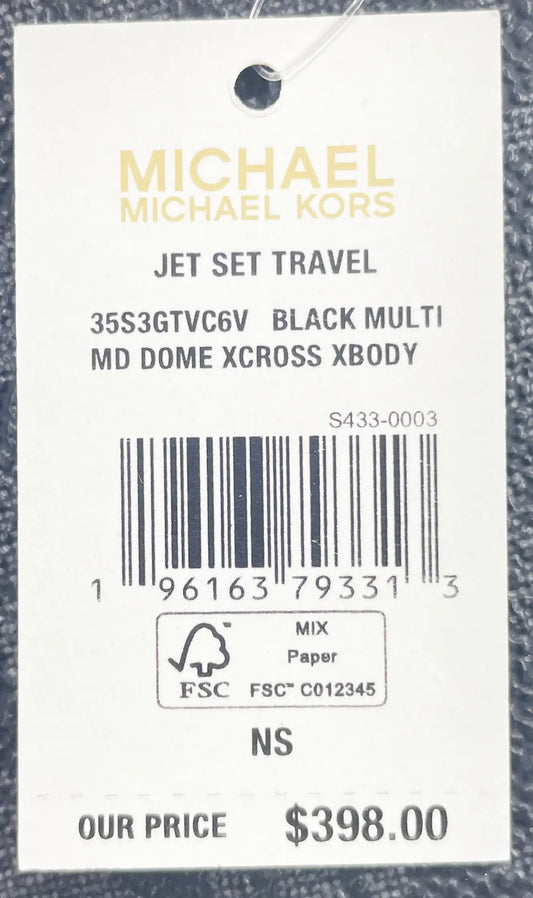 MICHAEL
MICHAEL KORS
JET SET TRAVEL
35S3GTVC6V BLACK MULTI
MD DOME XCROSS XBODY
S433-0003
1 96163 79331 3
FSC
MIX
Paper
FSC™ C012345
NS
OUR PRICE $398.00